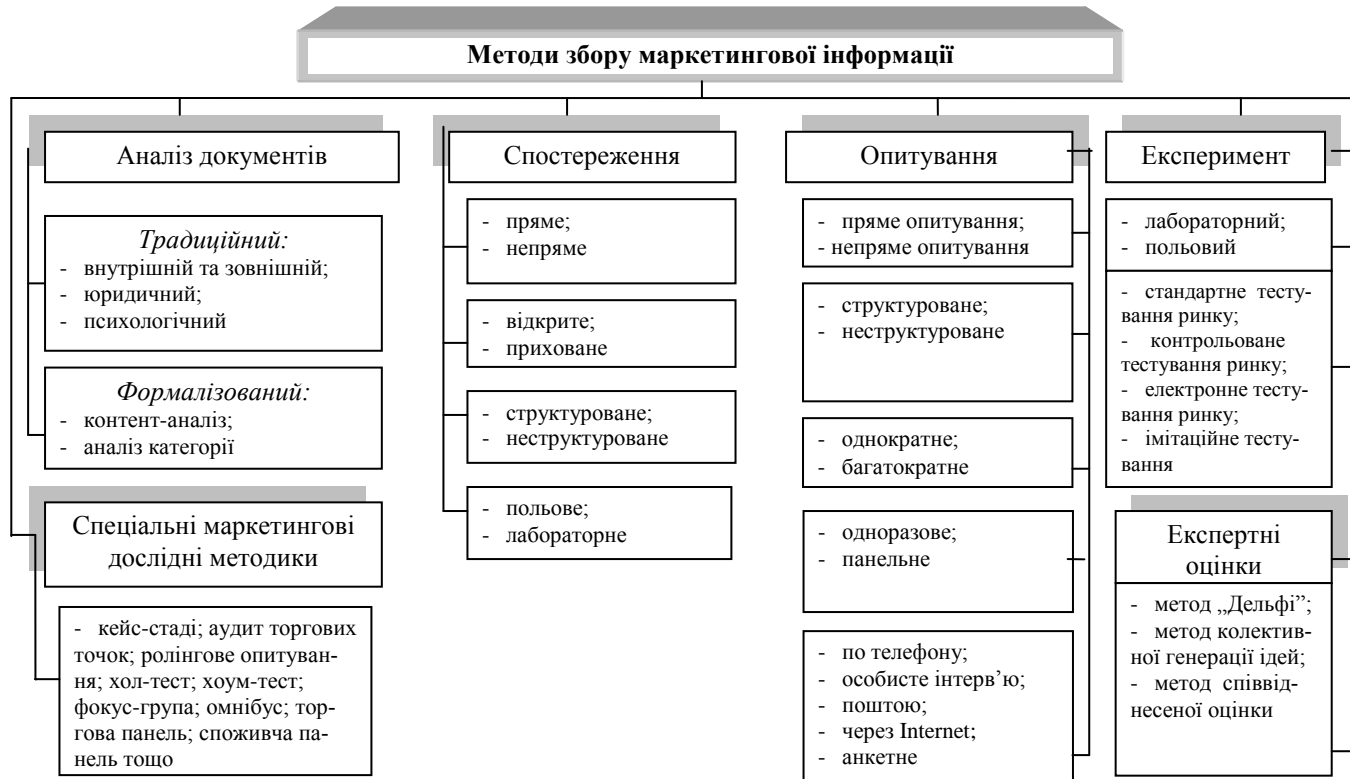 Методи збору маркетингової інформації
Аналіз документів
Традиційний:
- внутрішній та зовнішній;
- юридичний;
- психологічний
Формалізований:
- контент-аналіз;
- аналіз категорії
Спеціальні маркетингові
дослідні методики
- кейс-стаді; аудит торгових
точок; ролінгове опитуван-
ня; хол-тест; хоум-тест;
фокус-група; омнібус; тор-
гова панель; споживча па-
нель тощо
Спостереження
- пряме;
- непряме
- відкрите;
- приховане
- структуроване;
- неструктуроване
- польове;
- лабораторне
Опитування
- пряме опитування;
- непряме опитування
- структуроване;
- неструктуроване
- однократне;
- багатократне
- одноразове;
- панельне
- по телефону;
- особисте інтерв’ю;
- поштою;
- через Internet;
- анкетне
Експеримент
- лабораторний;
- польовий
- стандартне тесту-
вання ринку;
- контрольоване
тестування ринку;
- електронне тесту-
вання ринку;
- імітаційне тесту-
вання
Експертні
оцінки
- метод „Дельфі”;
- метод колектив-
ної генерації ідей;
- метод співвід-
несеної оцінки